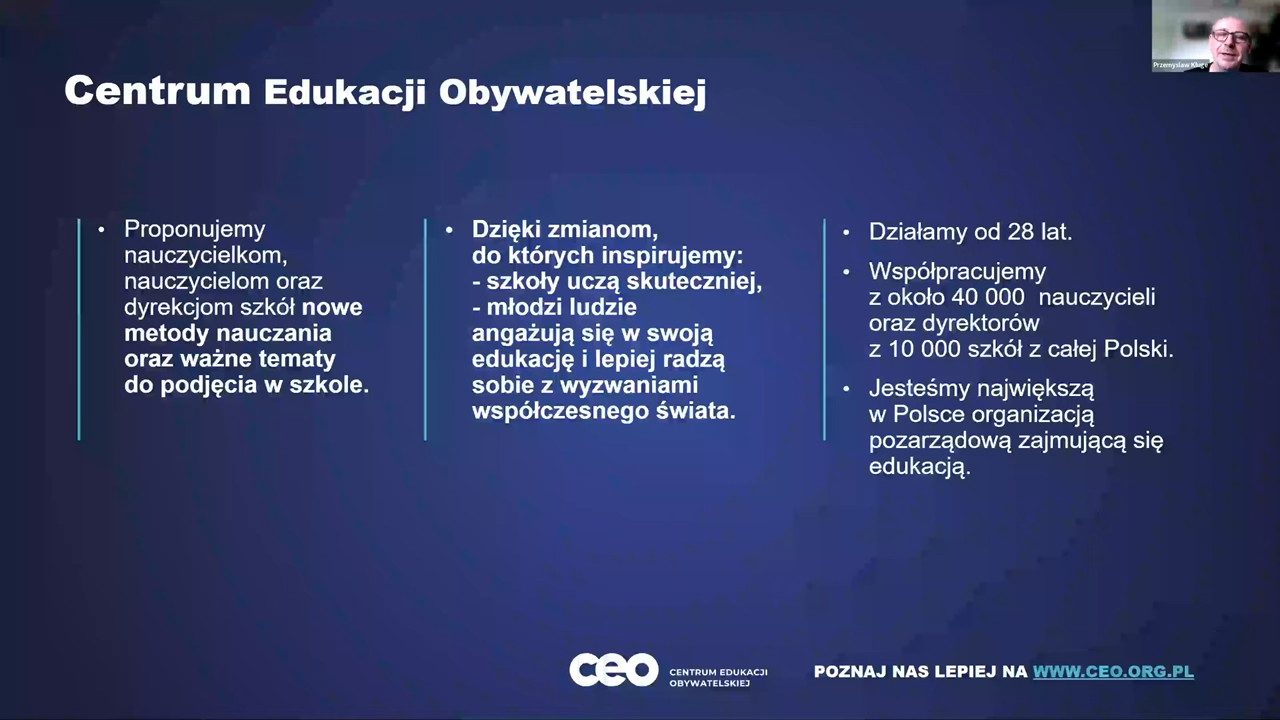 Przemysław Kluge
Centrum Edukacji Obywatelskiej
• Proponujemy
nauczycielkom,
nauczycielom oraz
dyrekcjom szkół nowe
metody nauczania
oraz ważne tematy
do podjęcia w szkole.
• Dzięki zmianom,
do których inspirujemy:
- szkoły uczą skuteczniej,
- młodzi ludzie
angażują się w swoją
edukację i lepiej radzą
sobie z wyzwaniami
współczesnego świata.
• Działamy od 28 lat.
• Współpracujemy
z około 40 000 nauczycieli
oraz dyrektorów
z 10 000 szkół z całej Polski.
• Jesteśmy największą
w Polsce organizacją
pozarządową zajmującą się
edukacją.
ceo CENTRUM EDUKACJI
OBYWATELSKIEJ
POZNAJ NAS LEPIEJ NA WWW.CEO.ORG.PL